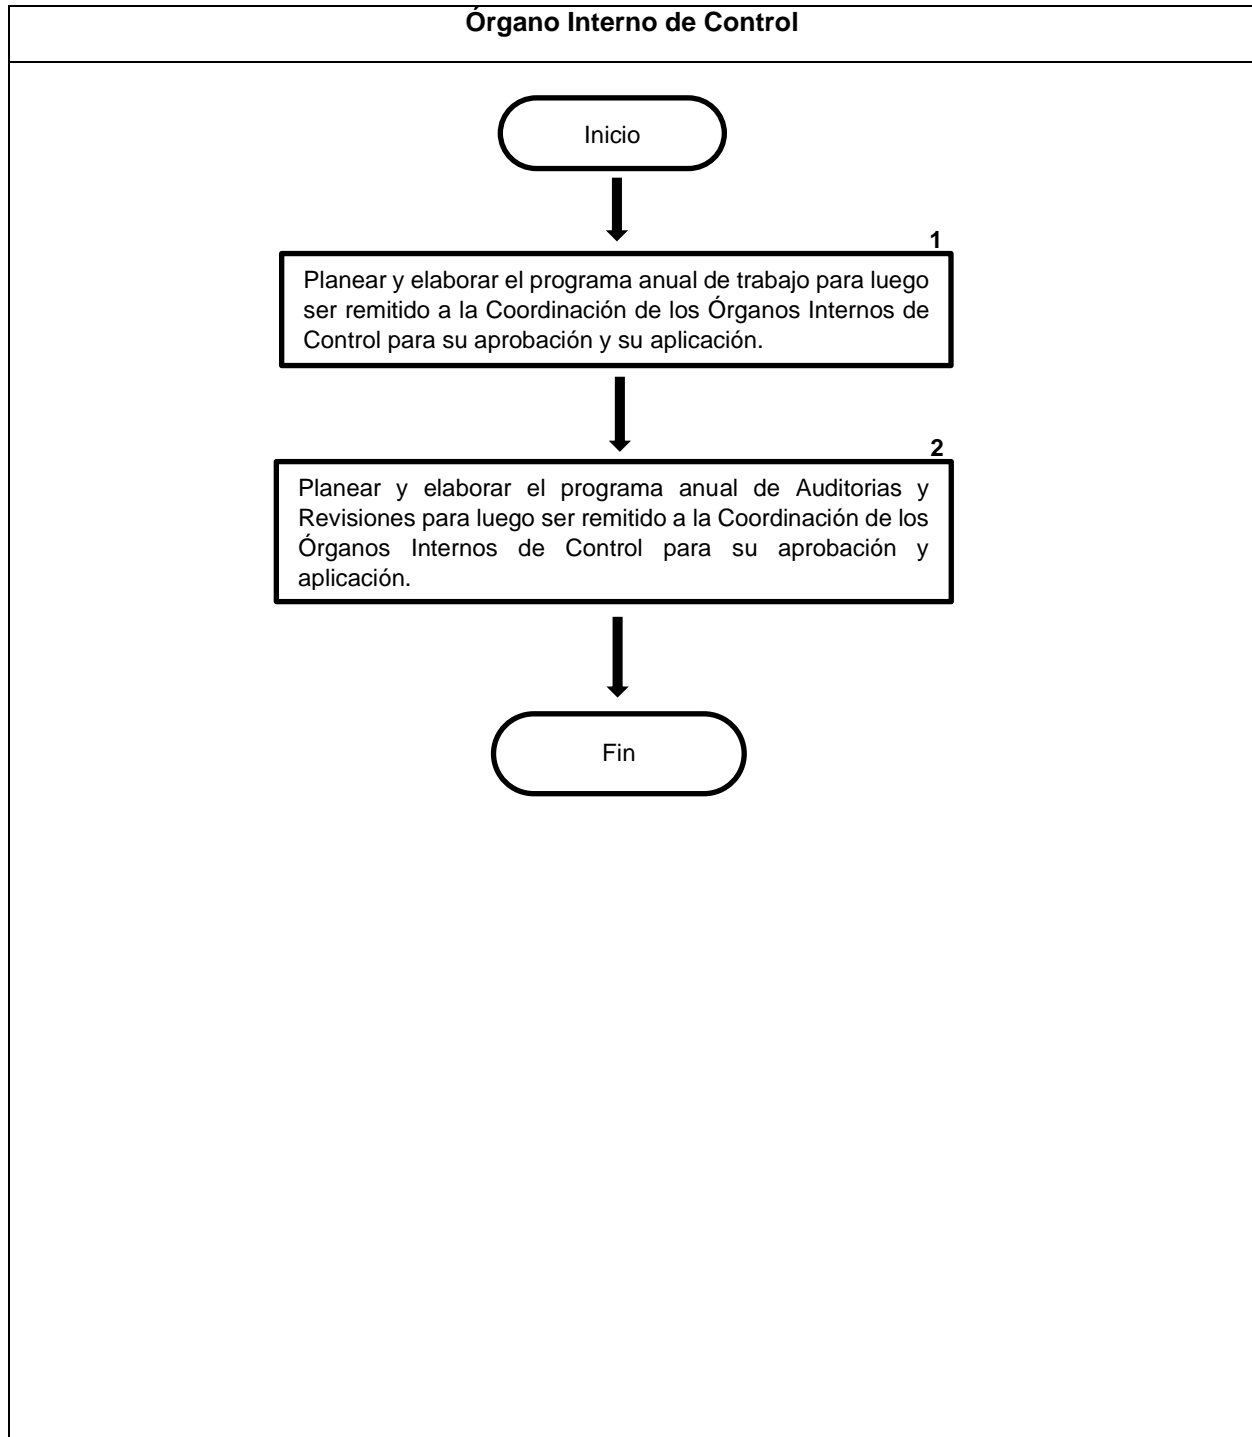 Órgano Interno de Control
Inicio
1
Planear y elaborar el programa anual de trabajo para luego
ser remitido a la Coordinación de los Órganos Internos de
Control para su aprobación y su aplicación.
2
Planear y elaborar el programa anual de Auditorias y
Revisiones para luego ser remitido a la Coordinación de los
Órganos Internos de Control para su aprobación y
aplicación.
Fin